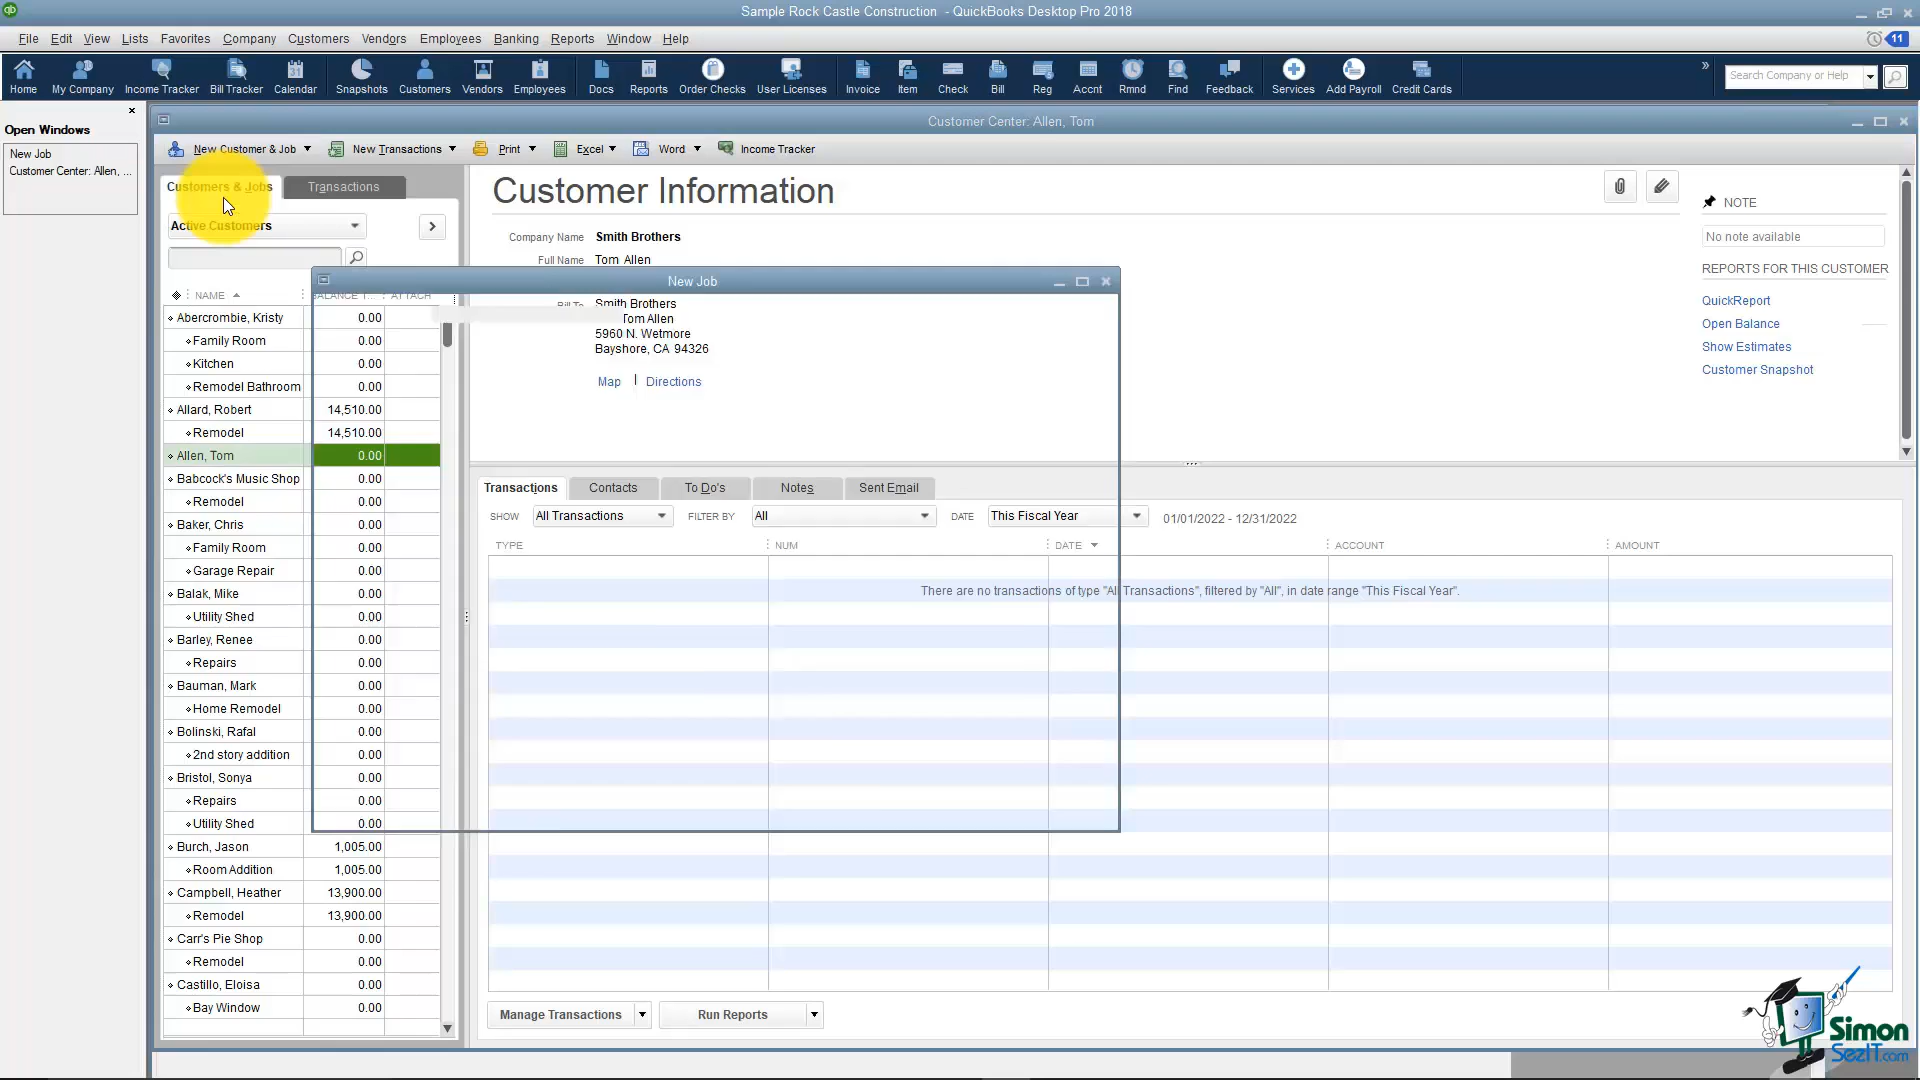 Sample Rock Castle Construction - QuickBooks Desktop Pro 2018
File Edit View Lists Favorites Company Customers Vendors Employees Banking Reports Window Help
11
Home My Company Income Tracker Bill Tracker Calendar Snapshots Customers Vendors Employees Docs Reports Order Checks User Licenses Invoice Item Check Bill Reg Accnt Rmnd Find Feedback Services Add Payroll Credit Cards
Search Company or Help
Open Windows
New Job
Customer Center: Allen, ...
Customer Center: Allen, Tom
New Customer & Job New Transactions Print Excel Word Income Tracker
Customers & Jobs Transactions
Active Customers
NAME BALANCE T... ATTACH
Abercrombie, Kristy 0.00
Family Room 0.00
Kitchen 0.00
Remodel Bathroom 0.00
Allard, Robert 14,510.00
Remodel 14,510.00
Allen, Tom 0.00
Babcock's Music Shop 0.00
Remodel 0.00
Baker, Chris 0.00
Family Room 0.00
Garage Repair 0.00
Balak, Mike 0.00
Utility Shed 0.00
Barley, Renee 0.00
Repairs 0.00
Bauman, Mark 0.00
Home Remodel 0.00
Bolinski, Rafal 0.00
2nd story addition 0.00
Bristol, Sonya 0.00
Repairs 0.00
Utility Shed 0.00
Burch, Jason 1,005.00
Room Addition 1,005.00
Campbell, Heather 13,900.00
Remodel 13,900.00
Carr's Pie Shop 0.00
Remodel 0.00
Castillo, Eloisa 0.00
Bay Window 0.00
Customer Information
Company Name Smith Brothers
Full Name Tom Allen
New Job
Bill To Smith Brothers
Tom Allen
5960 N. Wetmore
Bayshore, CA 94326
Map | Directions
NOTE
No note available
REPORTS FOR THIS CUSTOMER
QuickReport
Open Balance
Show Estimates
Customer Snapshot
Transactions Contacts To Do's Notes Sent Email
SHOW All Transactions FILTER BY All DATE This Fiscal Year 01/01/2022 - 12/31/2022
TYPE NUM DATE ACCOUNT AMOUNT
There are no transactions of type "All Transactions", filtered by "All", in date range "This Fiscal Year".
Manage Transactions Run Reports
Simon
SezIT.com